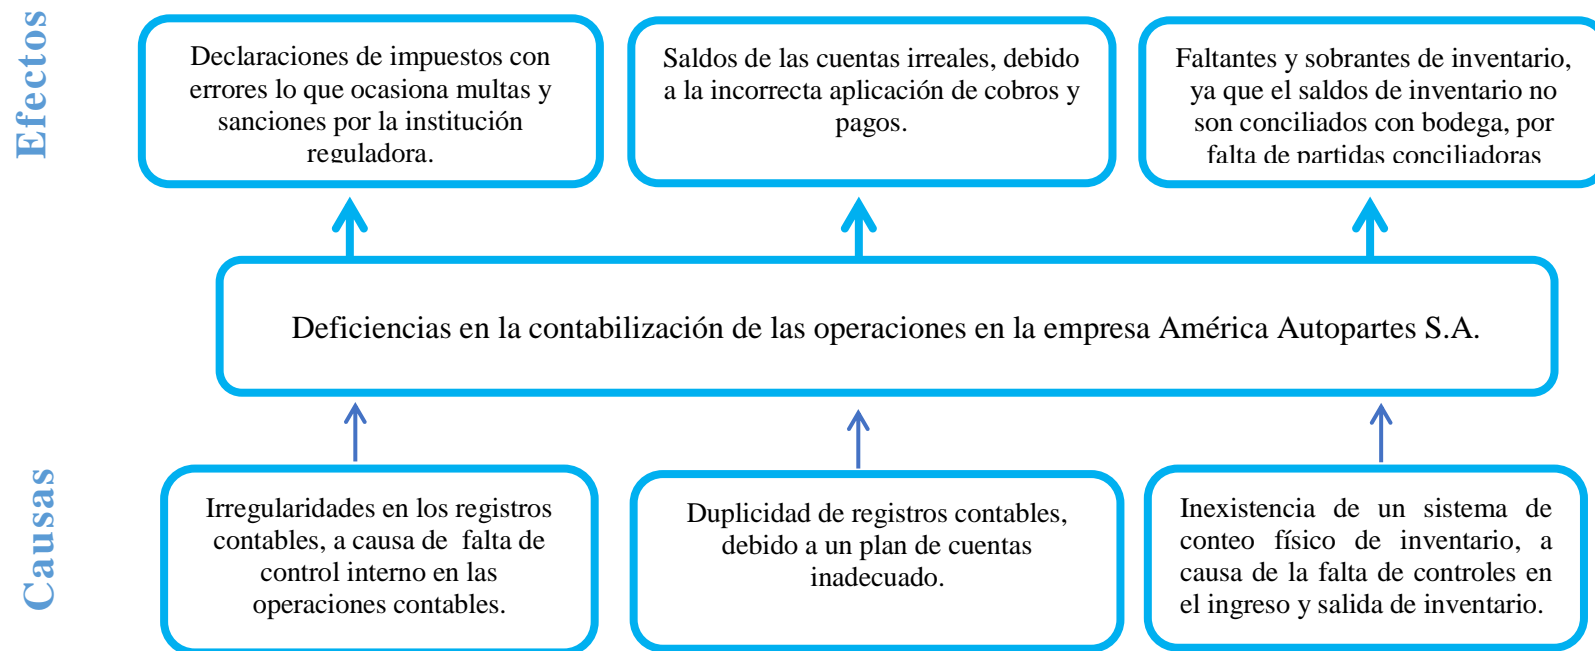 Efectos
Declaraciones de impuestos con
errores lo que ocasiona multas y
sanciones por la institución
reguladora.
Saldos de las cuentas irreales, debido
a la incorrecta aplicación de cobros y
pagos.
Faltantes y sobrantes de inventario,
ya que el saldos de inventario no
son conciliados con bodega, por
falta de partidas conciliadoras
Deficiencias en la contabilización de las operaciones en la empresa América Autopartes S.A.
Causas
Irregularidades en los registros
contables, a causa de falta de
control interno en las
operaciones contables.
Duplicidad de registros contables,
debido a un plan de cuentas
inadecuado.
Inexistencia de un sistema de
conteo físico de inventario, a
causa de la falta de controles en
el ingreso y salida de inventario.